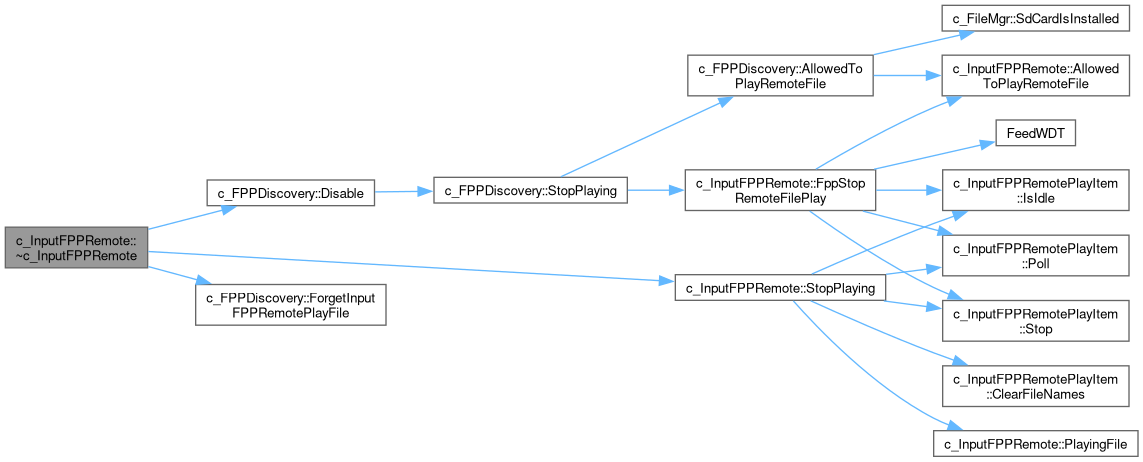 c_InputFPPRemote::
~c_InputFPPRemote
c_FPPDiscovery::Disable
c_FPPDiscovery::ForgetInput
FPPRemotePlayFile
c_FPPDiscovery::StopPlaying
c_FPPDiscovery::AllowedTo
PlayRemoteFile
c_InputFPPRemote::FppStop
RemoteFilePlay
c_InputFPPRemote::StopPlaying
c_FileMgr::SdCardIsInstalled
c_InputFPPRemote::Allowed
ToPlayRemoteFile
FeedWDT
c_InputFPPRemotePlayItem
::IsIdle
c_InputFPPRemotePlayItem
::Poll
c_InputFPPRemotePlayItem
::Stop
c_InputFPPRemotePlayItem
::ClearFileNames
c_InputFPPRemote::PlayingFile